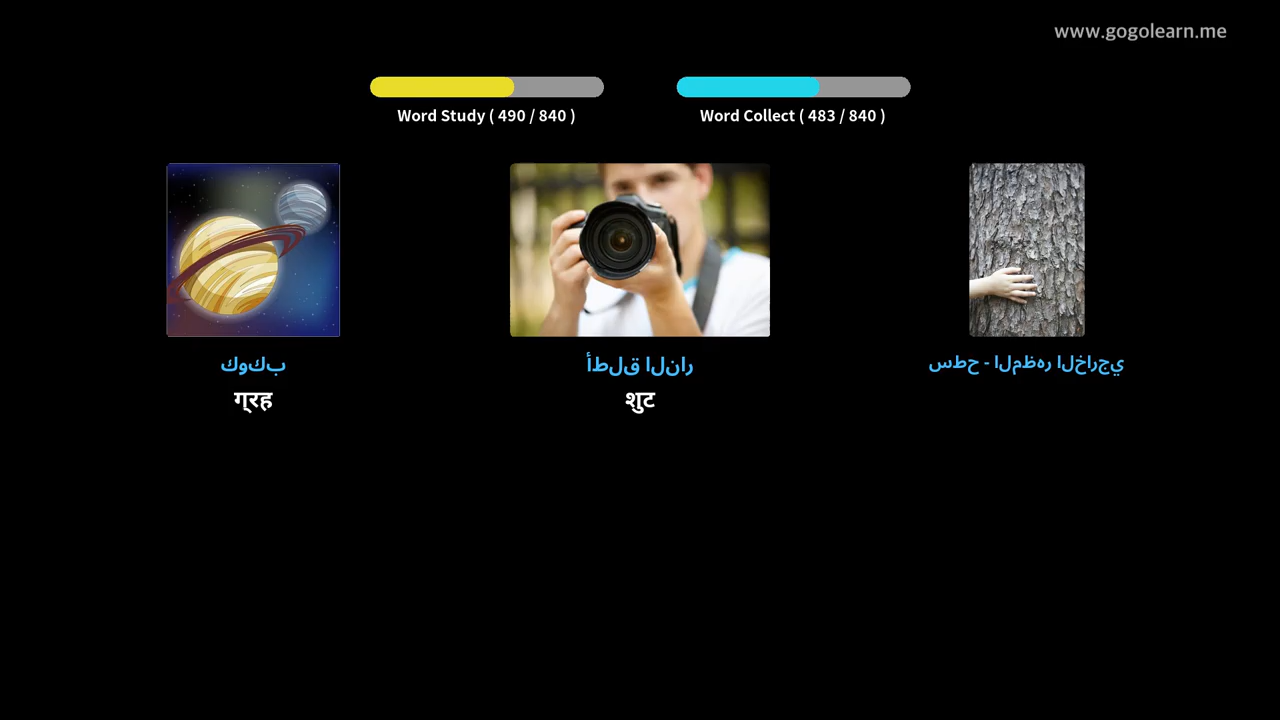 www.gogolearn.me
Word Study ( 490 / 840 )
Word Collect ( 483 / 840 )
كوكب
ग्रह
أطلق النار
शुट
سطح - المظهر الخارجي